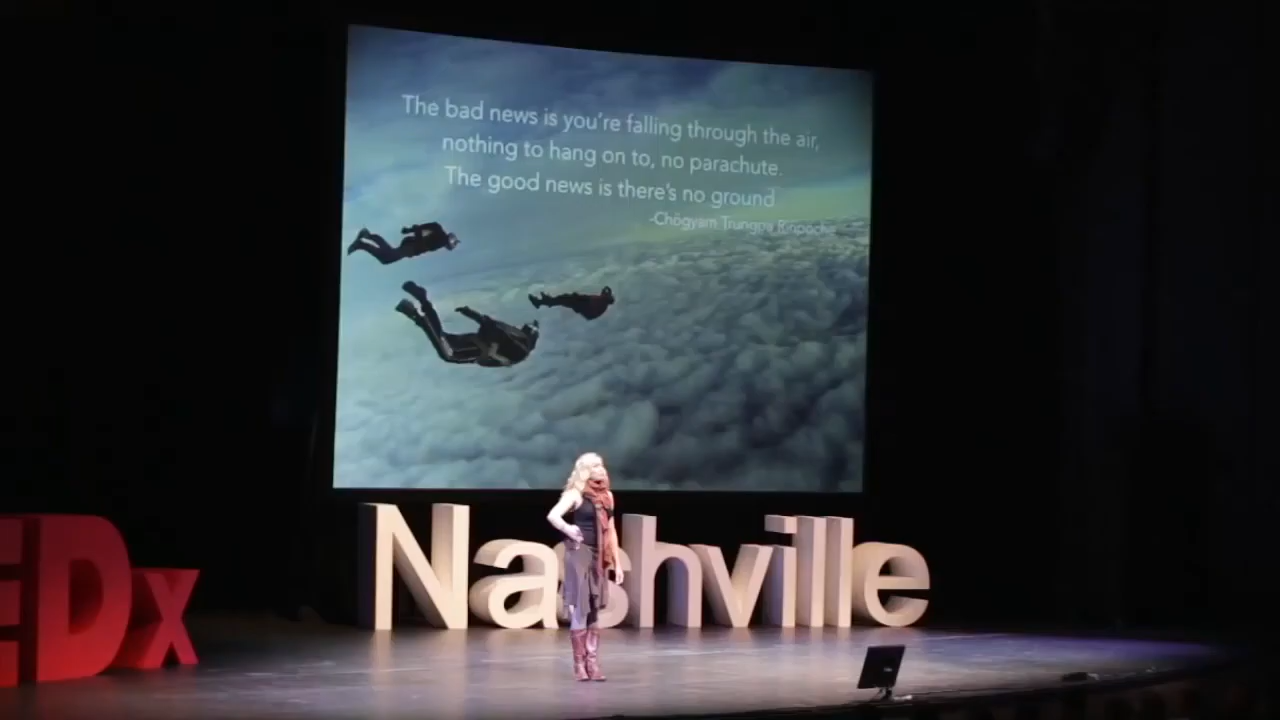 The bad news is you're falling through the air,
nothing to hang on to, no parachute.
The good news is there's no ground
-Chögyam Trungpa Rinpoche
EDx
Nashville